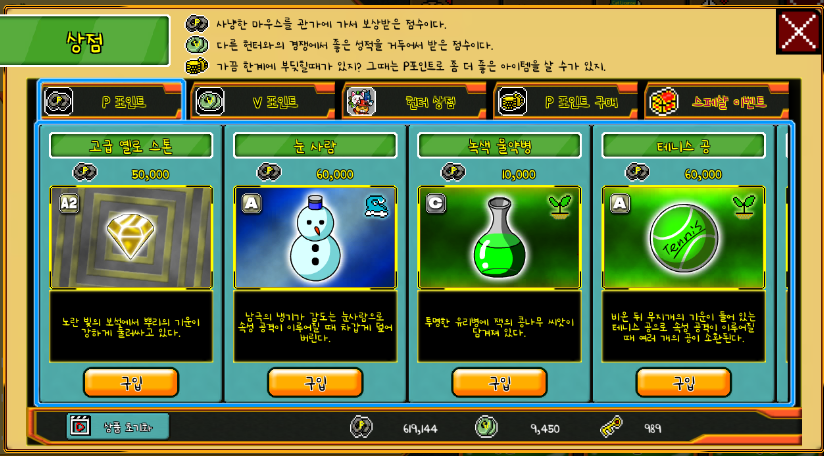 상점
사냥한 마우스를 관가에 가서 보상받은 점수이다.
다른 헌터와의 경쟁에서 좋은 성적을 거두어서 받은 점수이다.
가끔 한계에 부딪힐때가 있지? 그때는 P포인트로 좀 더 좋은 아이템을 살 수가 있지.
P 포인트
V 포인트
헌터 상점
P 포인트 구매
스페셜 이벤트
고급 옐로 스톤
50,000
A2
노란 빛의 보석에서 뿌리의 기운이
강하게 둘러싸고 있다.
구입
눈 사람
60,000
A
남극의 냉기가 감도는 눈사람으로
속성 공격이 이루어질 때 차갑게 얼어
버린다.
구입
녹색 물약병
10,000
C
투명한 유리병에 잭의 콩나무 씨앗이
담겨져 있다.
구입
테니스 공
60,000
A
Tennis
비온 뒤 무지개의 기운이 들어 있는
테니스 공으로 속성 공격이 이루어질
때 여러 개의 공이 소환된다.
구입
상품 초기화
619,144
9,450
989